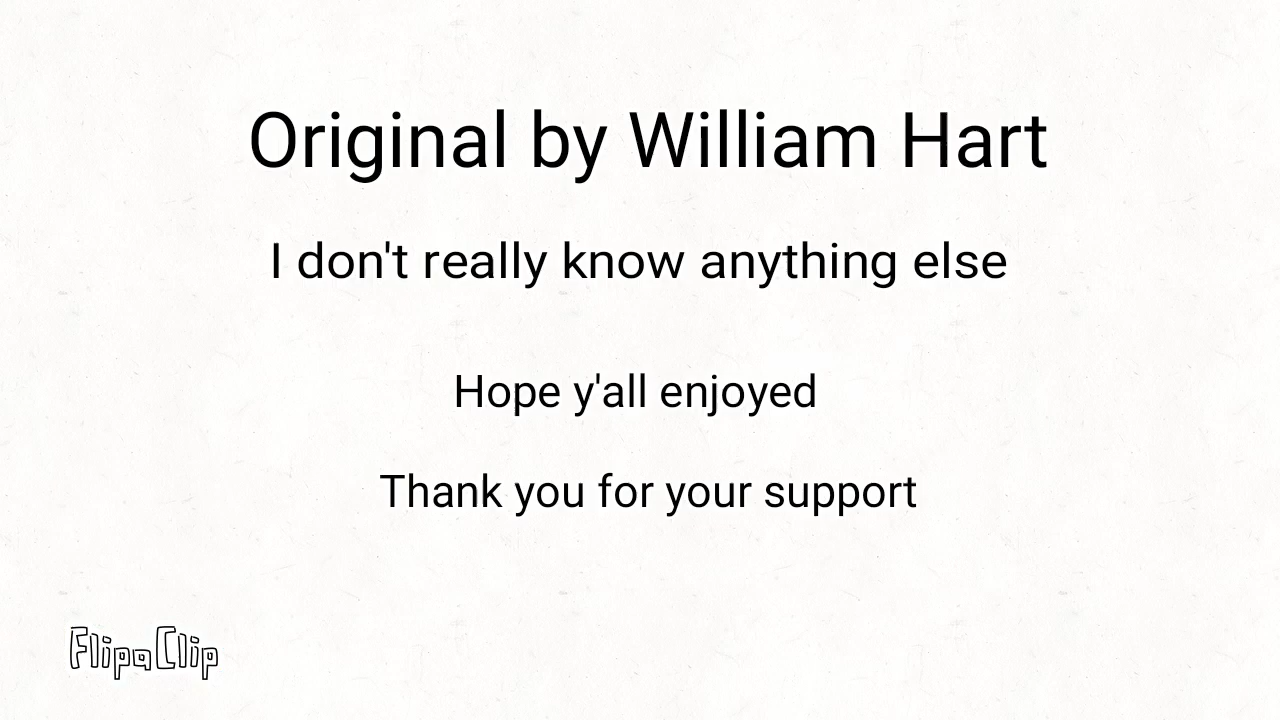 Original by William Hart
I don't really know anything else
Hope y'all enjoyed
Thank you for your support
FlipaClip